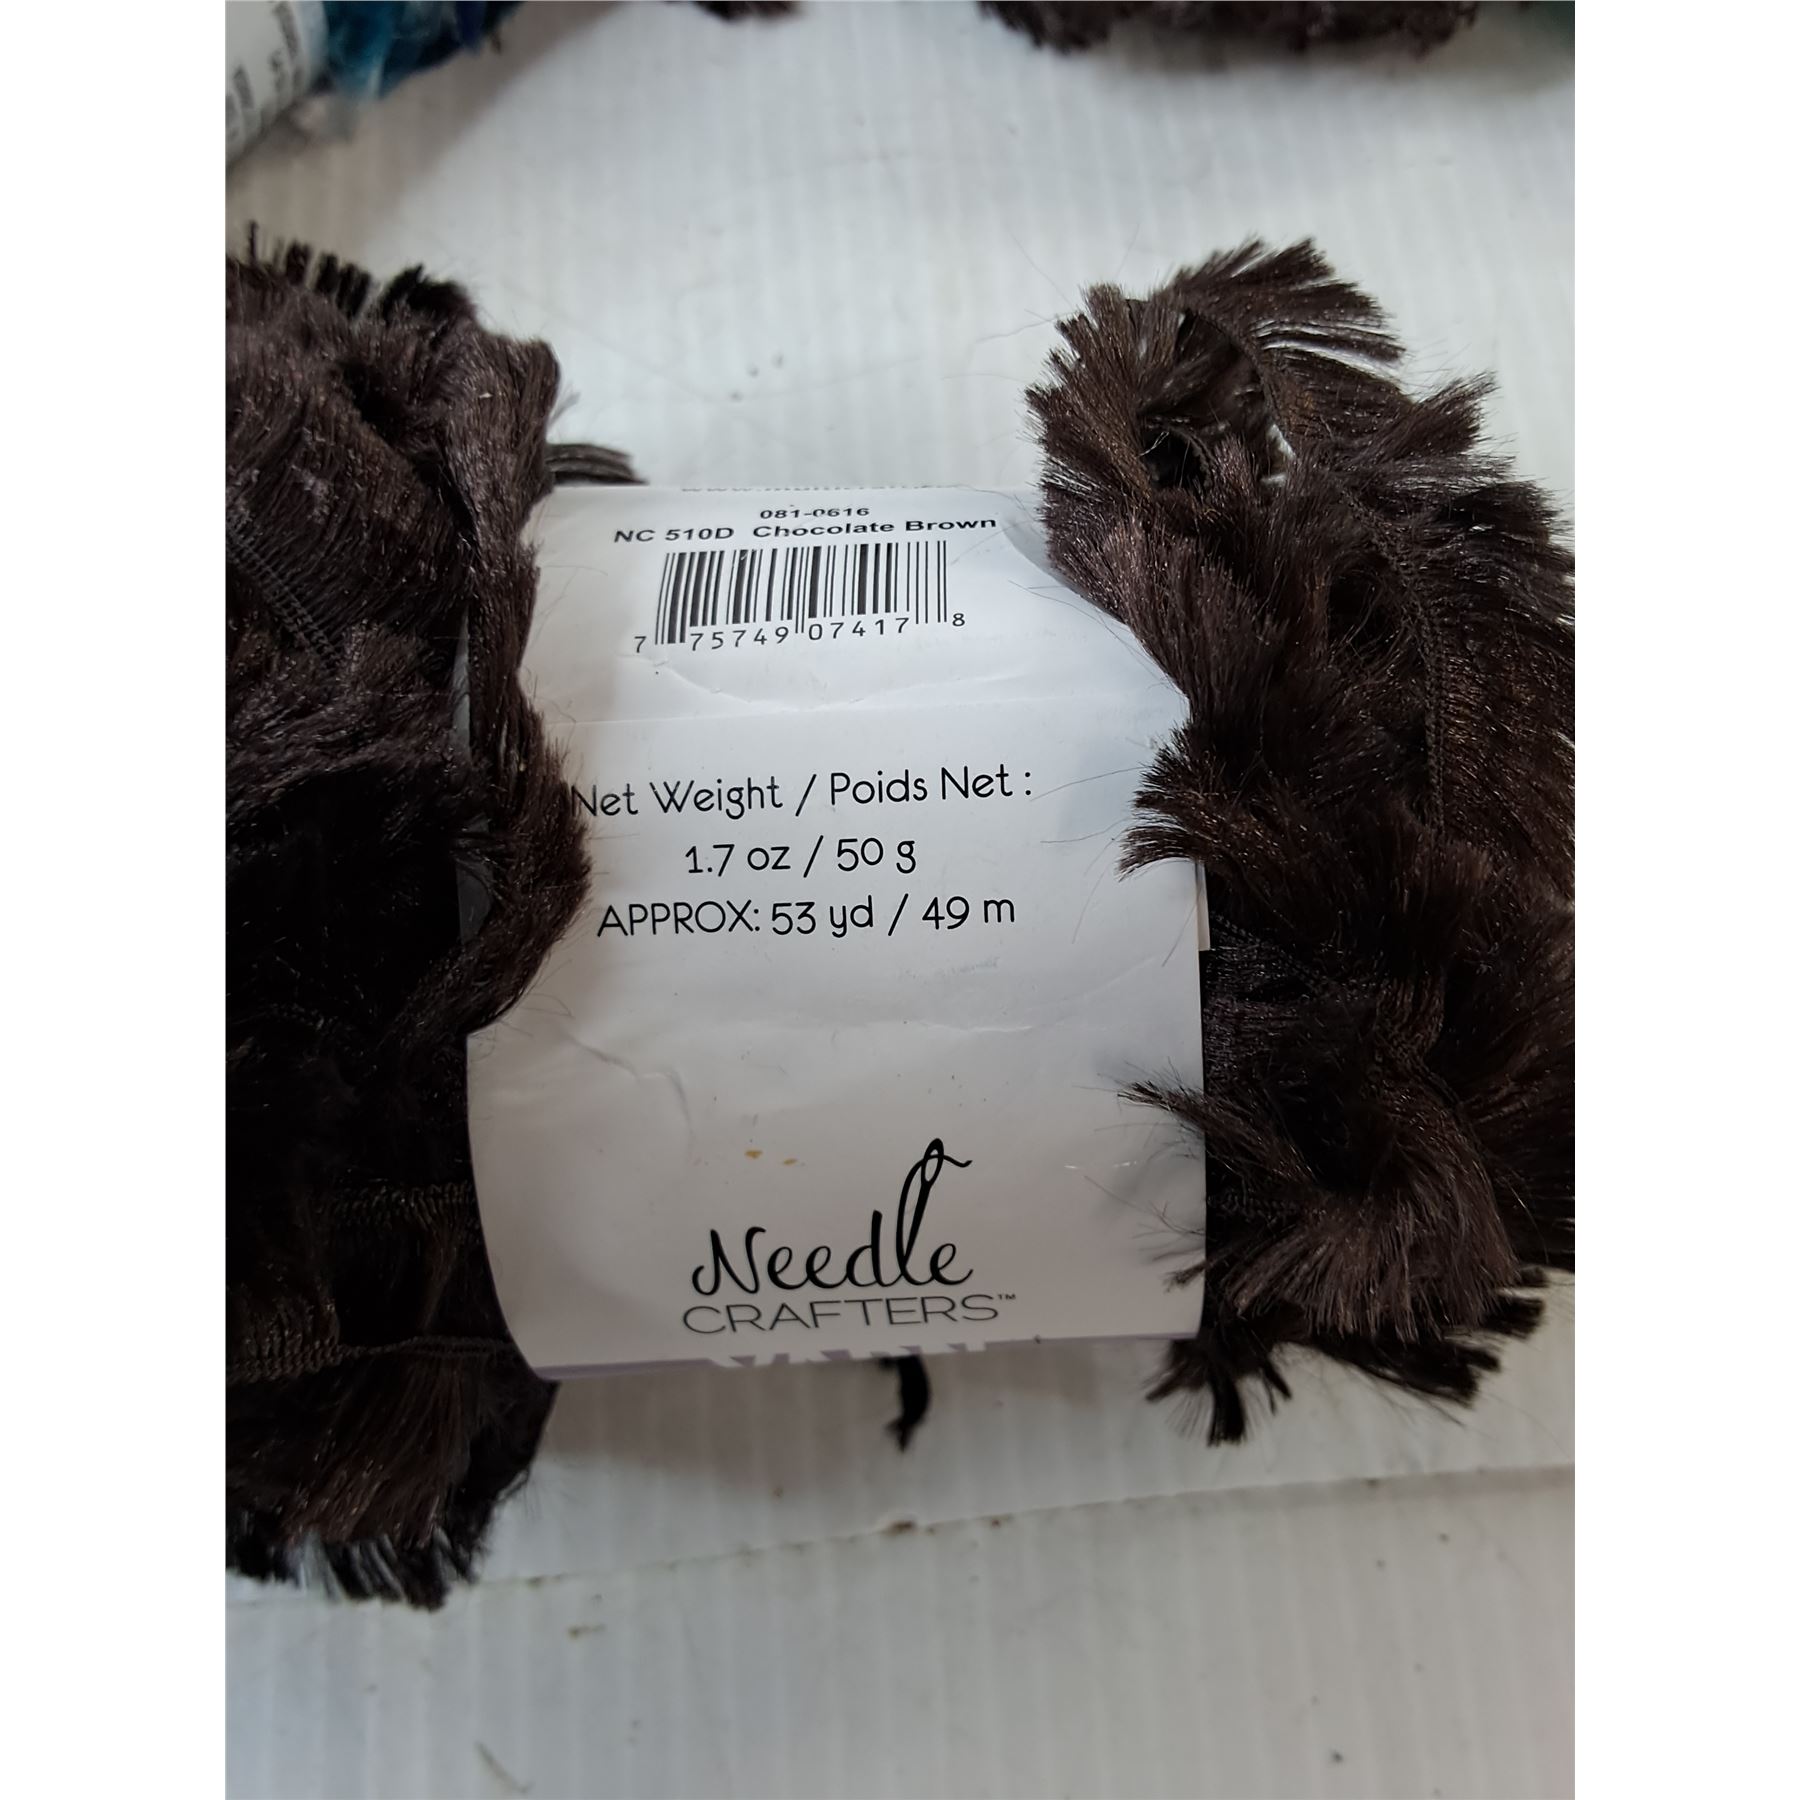 081-0616
NC 510D Chocolate Brown
7 75749 07417 8
Net Weight / Poids Net :
1.7 oz / 50 g
APPROX: 53 yd / 49 m
Needle
CRAFTERS™